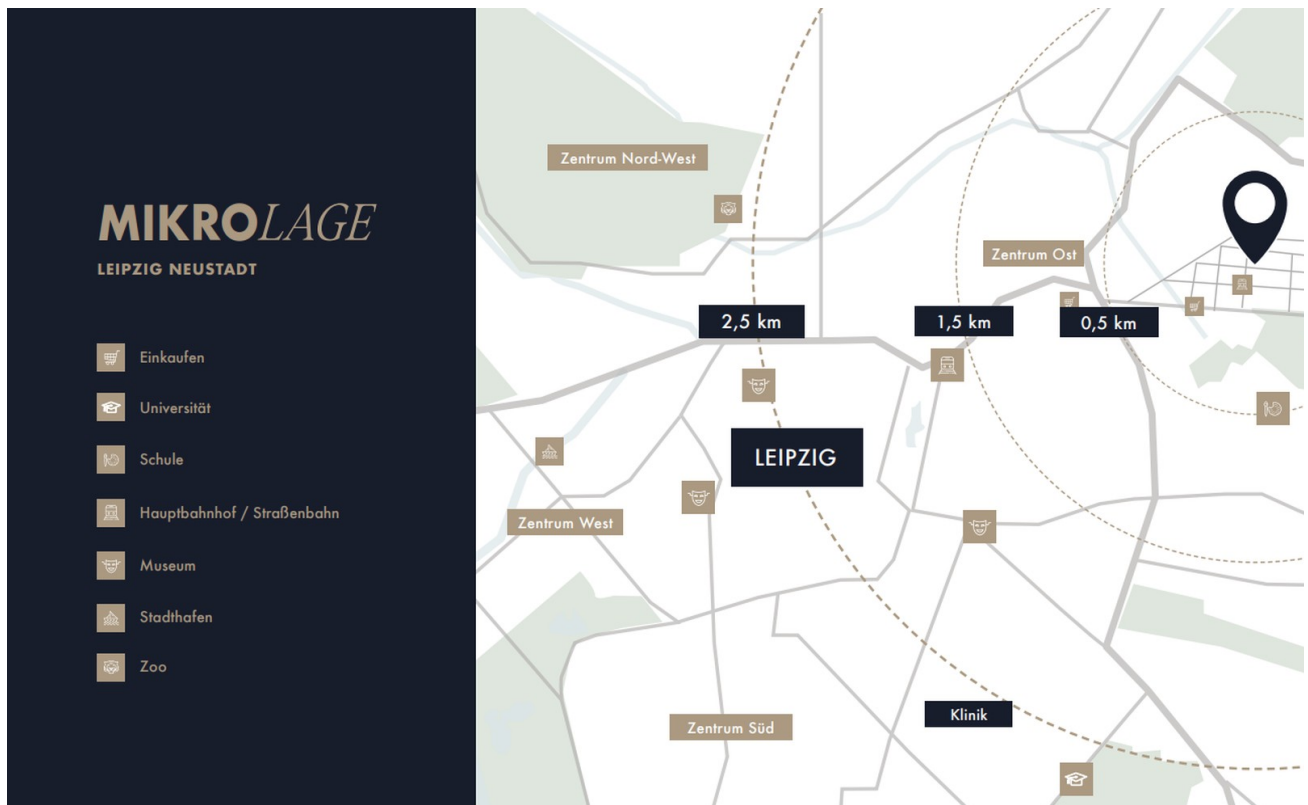 MIKROLAGE
LEIPZIG NEUSTADT
Einkaufen
Universität
Schule
Hauptbahnhof / Straßenbahn
Museum
Stadthafen
Zoo
Zentrum Nord-West
Zentrum Ost
2,5 km
1,5 km
0,5 km
LEIPZIG
Zentrum West
Klinik
Zentrum Süd